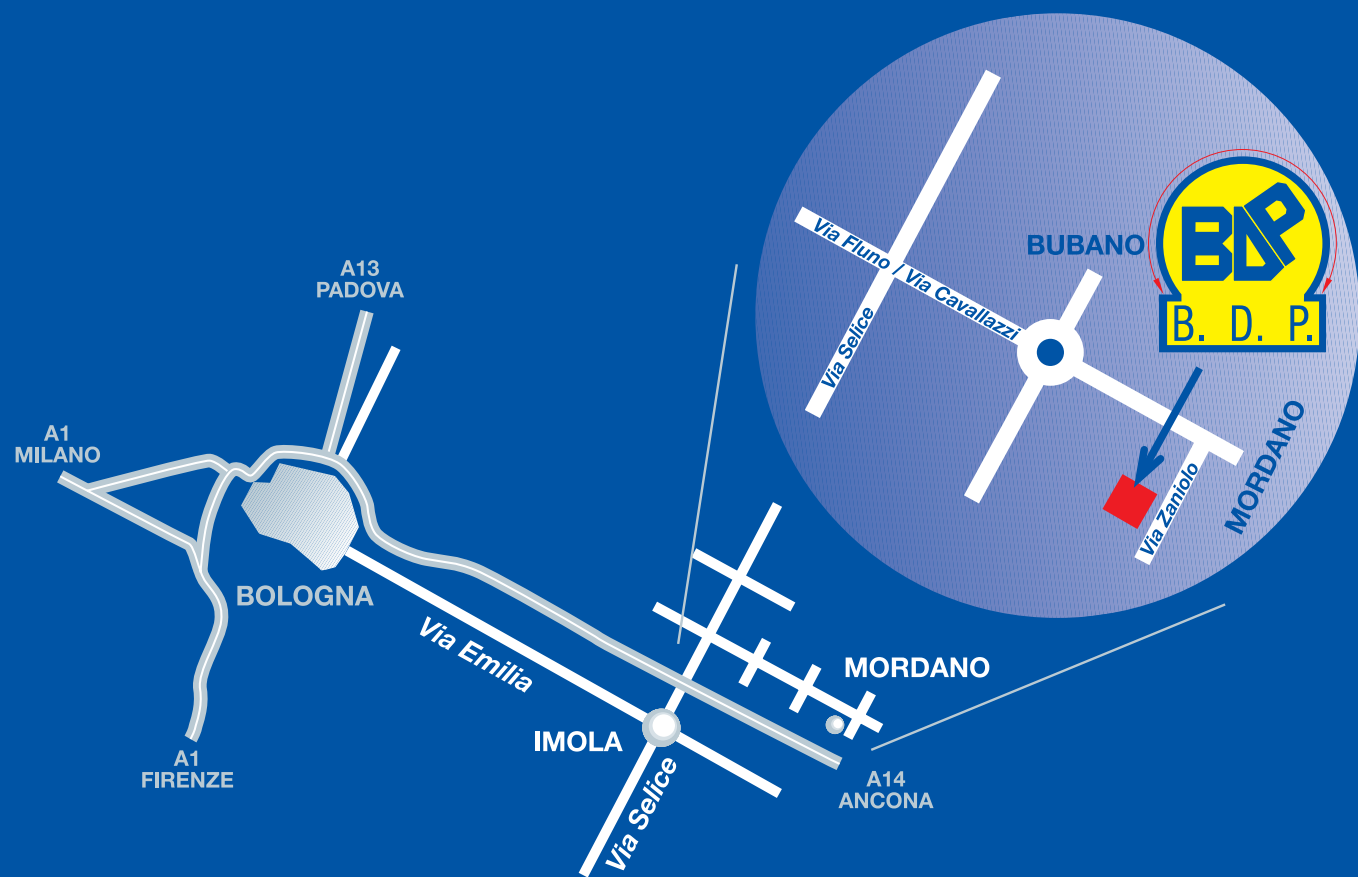 BDP
B. D. P.
BUBANO
Via Fluno / Via Cavallazzi
Via Selice
MORDANO
Via Zaniolo
A13
PADOVA
A1
MILANO
BOLOGNA
Via Emilia
MORDANO
IMOLA
Via Selice
A1
FIRENZE
A14
ANCONA